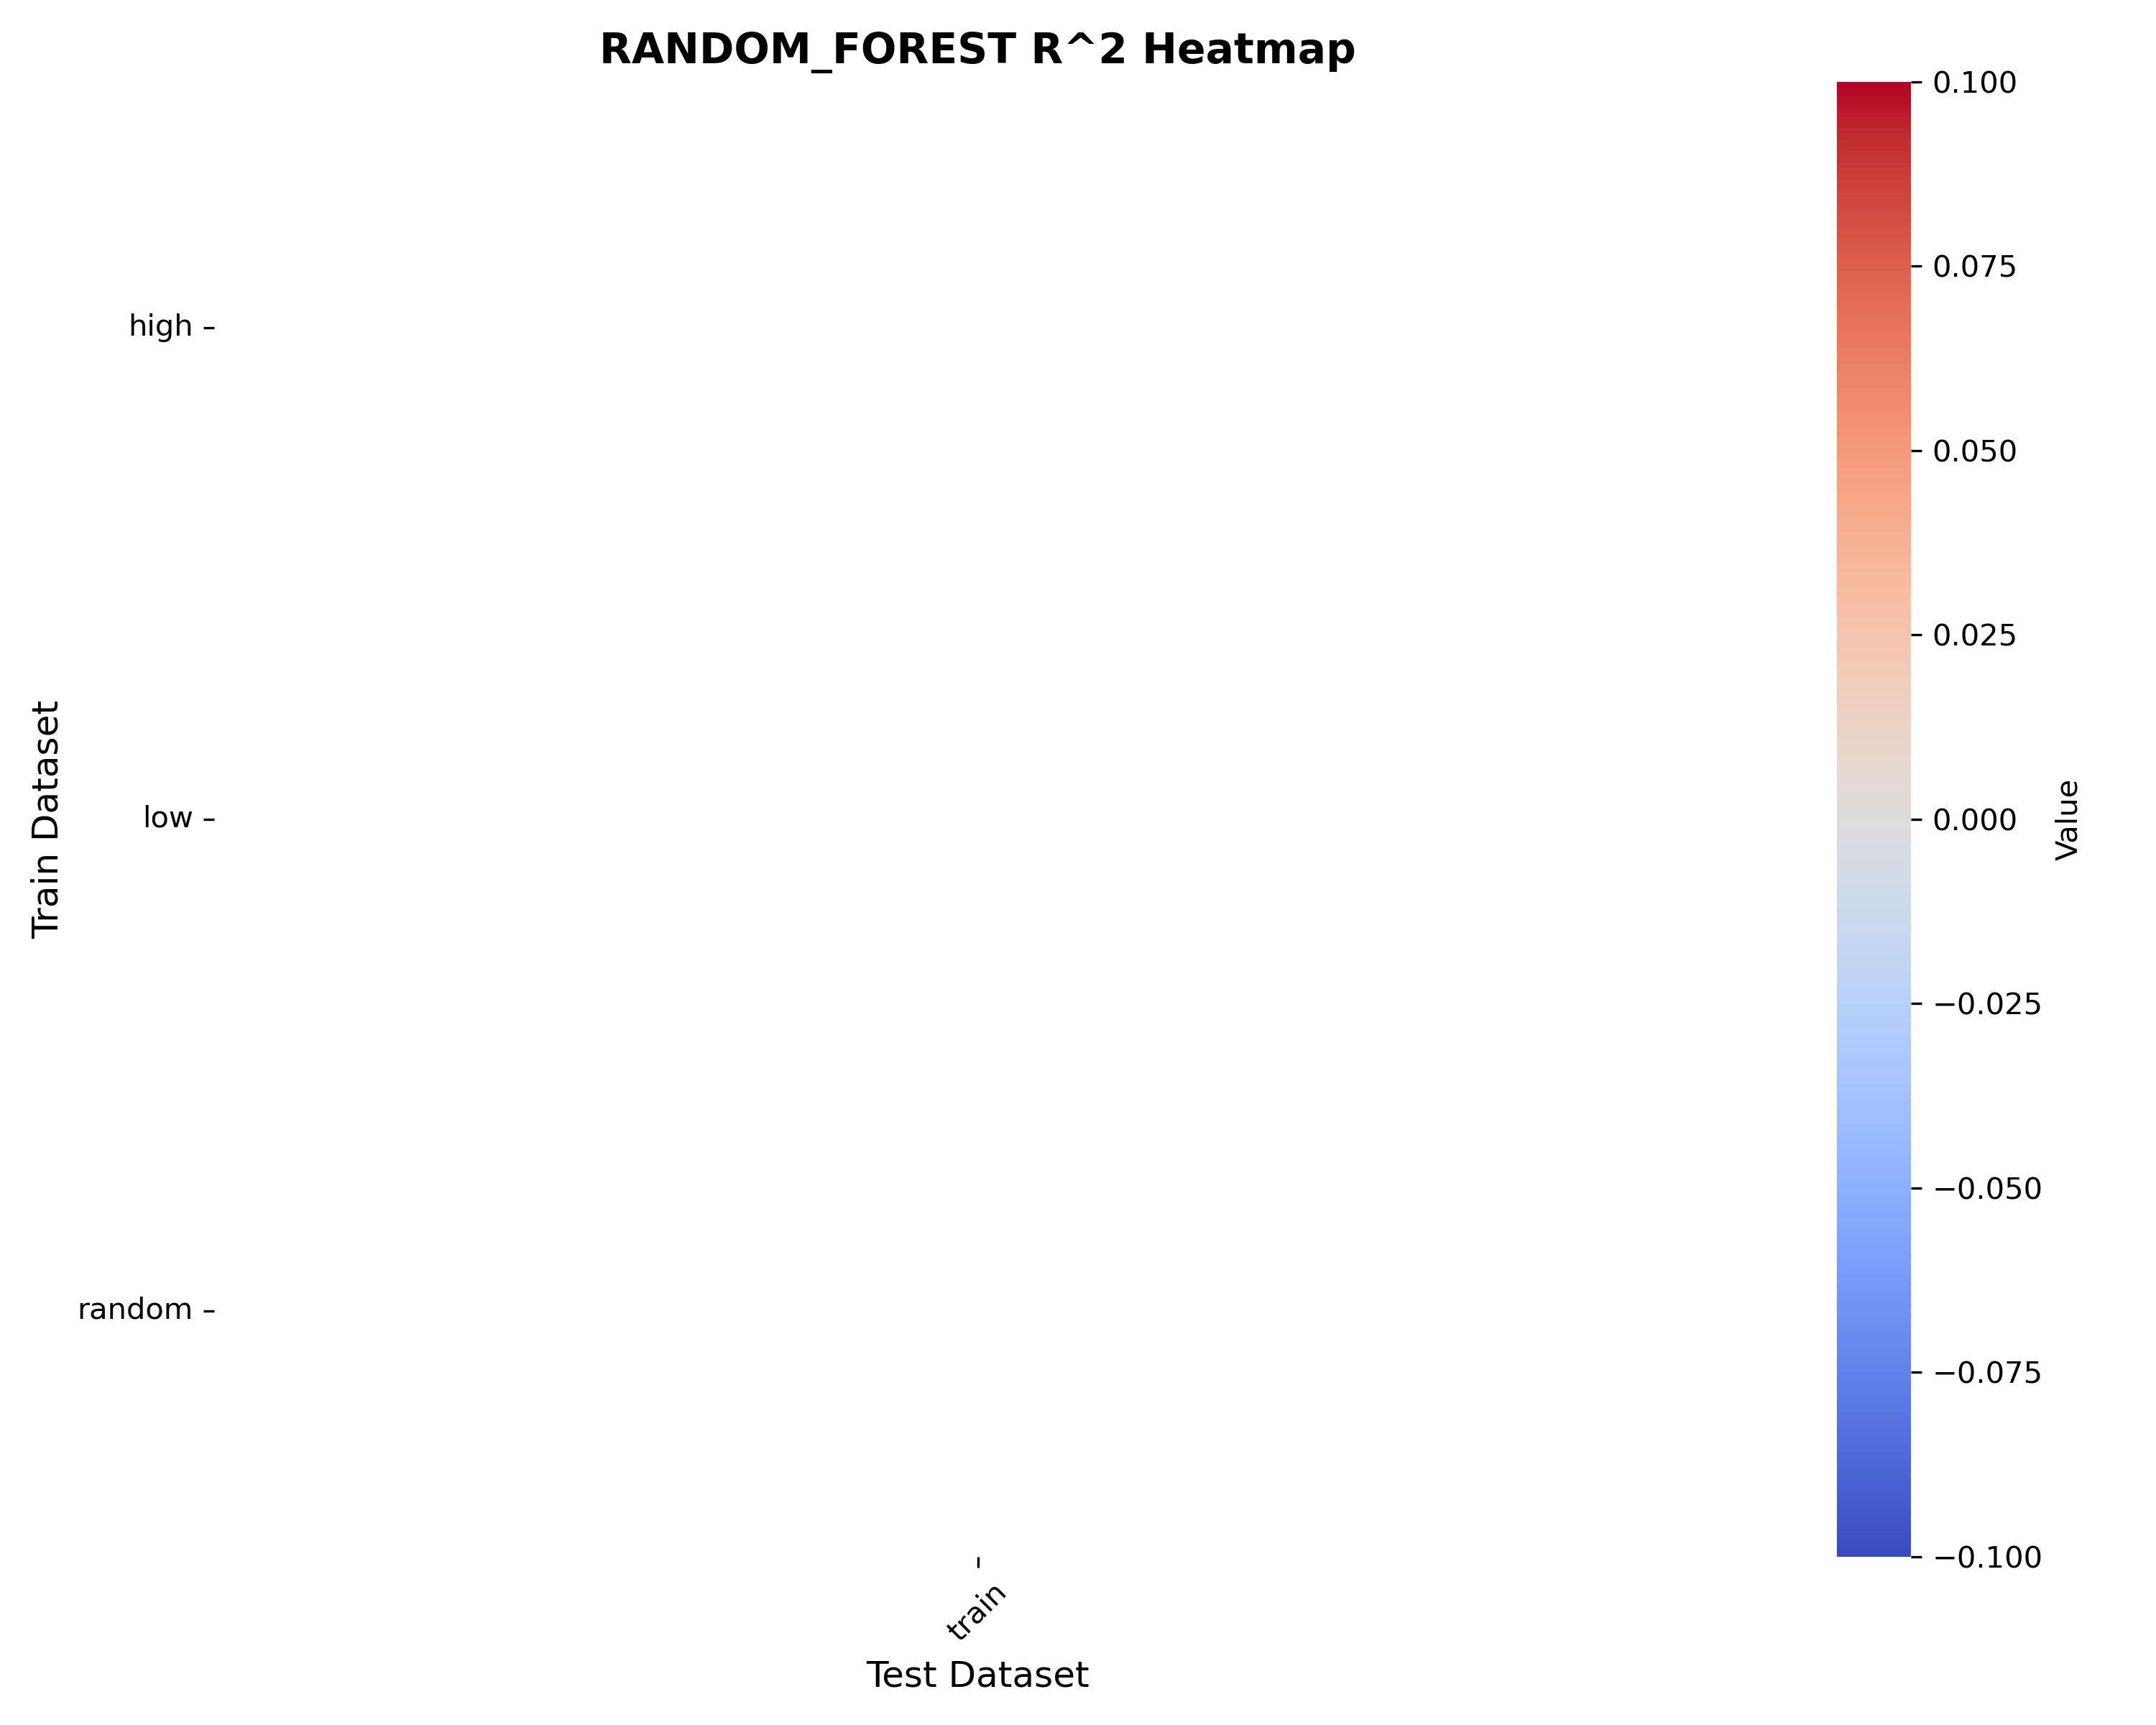 RANDOM_FOREST R^2 Heatmap
Train Dataset
high
low
random
train
Test Dataset
0.100
0.075
0.050
0.025
0.000
−0.025
−0.050
−0.075
−0.100
Value